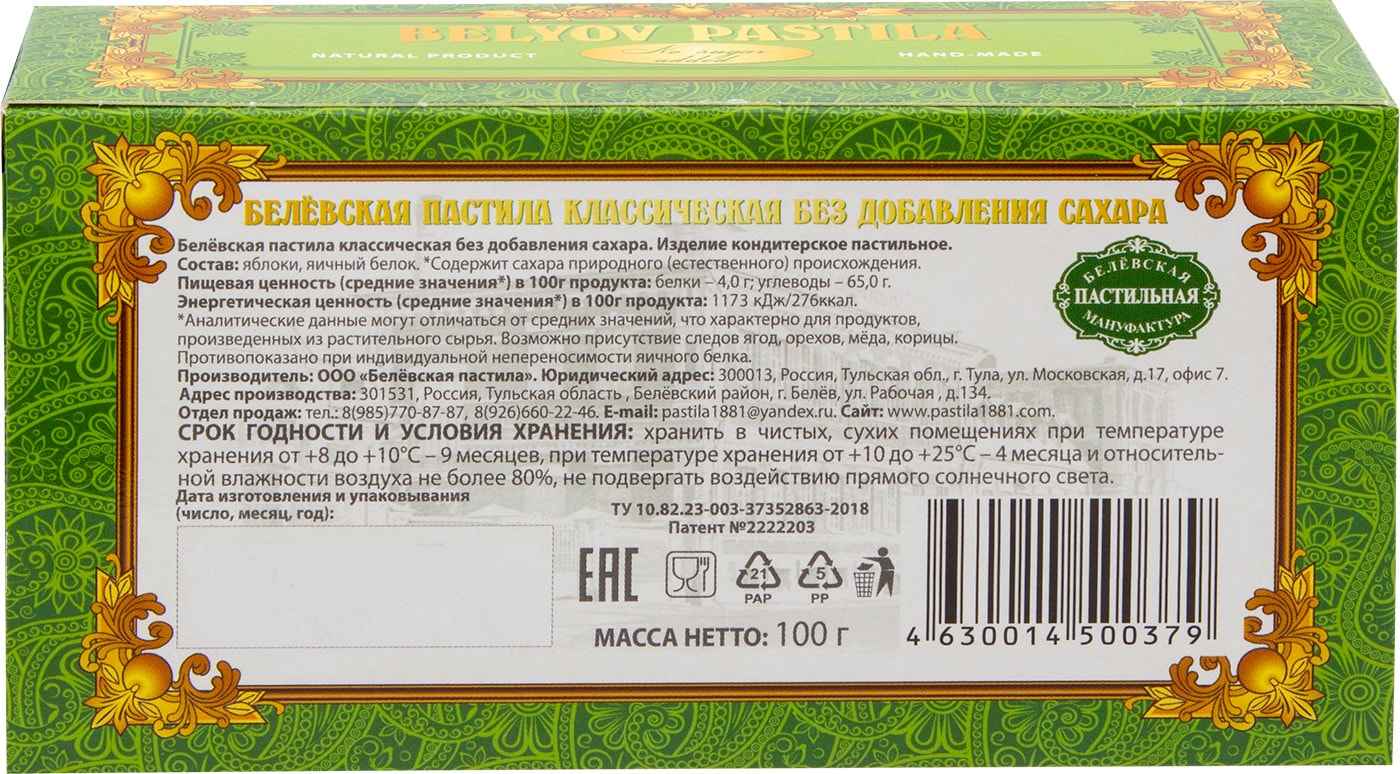 BELYOV PASTILA
NATURAL PRODUCT
No sugar
added
HAND-MADE
БЕЛЁВСКАЯ ПАСТИЛА КЛАССИЧЕСКАЯ БЕЗ ДОБАВЛЕНИЯ САХАРА
Белёвская пастила классическая без добавления сахара. Изделие кондитерское пастильное.
Состав: яблоки, яичный белок. *Содержит сахара природного (естественного) происхождения.
Пищевая ценность (средние значения*) в 100г продукта: белки – 4,0 г; углеводы – 65,0 г.
Энергетическая ценность (средние значения*) в 100г продукта: 1173 кДж/276ккал.
*Аналитические данные могут отличаться от средних значений, что характерно для продуктов,
произведенных из растительного сырья. Возможно присутствие следов ягод, орехов, мёда, корицы.
Противопоказано при индивидуальной непереносимости яичного белка.
БЕЛЁВСКАЯ
ПАСТИЛЬНАЯ
МАНУФАКТУРА
Производитель: ООО «Белёвская пастила». Юридический адрес: 300013, Россия, Тульская обл., г. Тула, ул. Московская, д.17, офис 7.
Адрес производства: 301531, Россия, Тульская область , Белёвский район, г. Белёв, ул. Рабочая , д.134.
Отдел продаж: тел.: 8(985)770-87-87, 8(926)660-22-46. E-mail: pastila1881@yandex.ru. Сайт: www.pastila1881.com.
СРОК ГОДНОСТИ И УСЛОВИЯ ХРАНЕНИЯ: хранить в чистых, сухих помещениях при температуре
хранения от +8 до +10°С – 9 месяцев, при температуре хранения от +10 до +25°С – 4 месяца и относитель-
ной влажности воздуха не более 80%, не подвергать воздействию прямого солнечного света.
Дата изготовления и упаковывания
(число, месяц, год):
ТУ 10.82.23-003-37352863-2018
Патент №2222203
EAC
21
PAP
5
PP
МАССА НЕТТО: 100 г
4 630014 500379